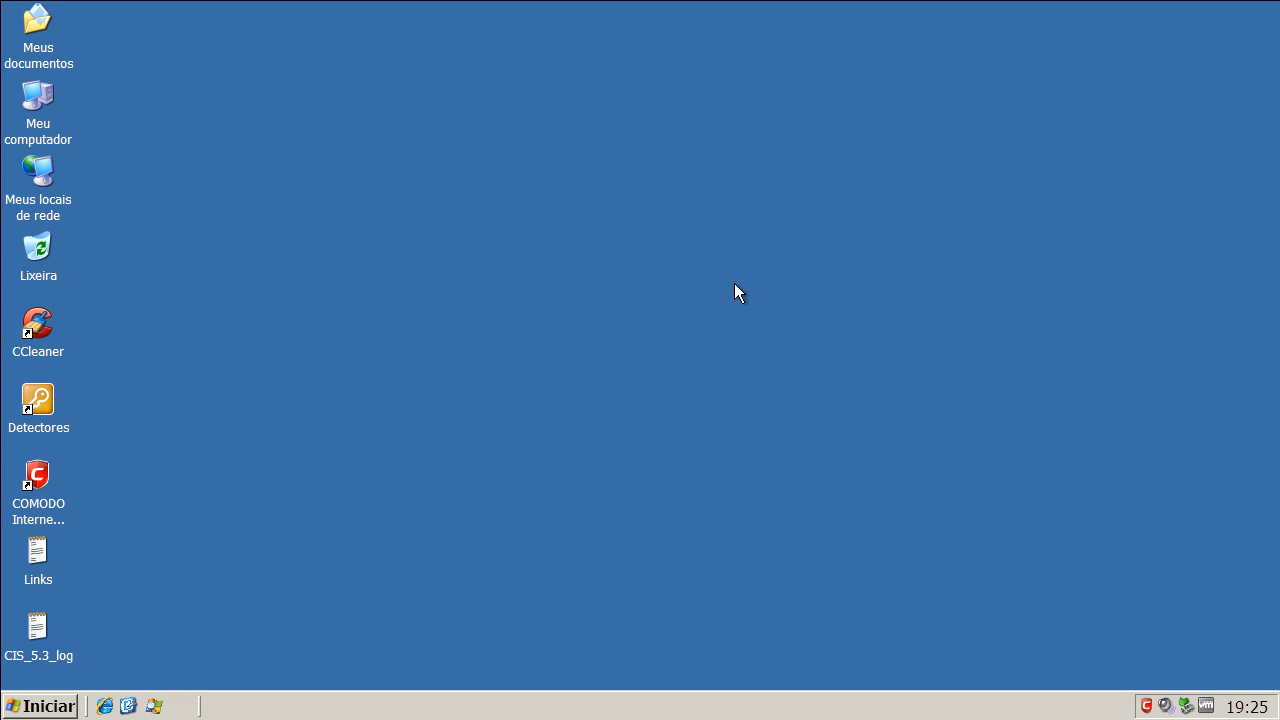 Meus
documentos
Meu
computador
Meus locais
de rede
Lixeira
CCleaner
Detectores
COMODO
Interne...
Links
CIS_5.3_log
Iniciar
19:25